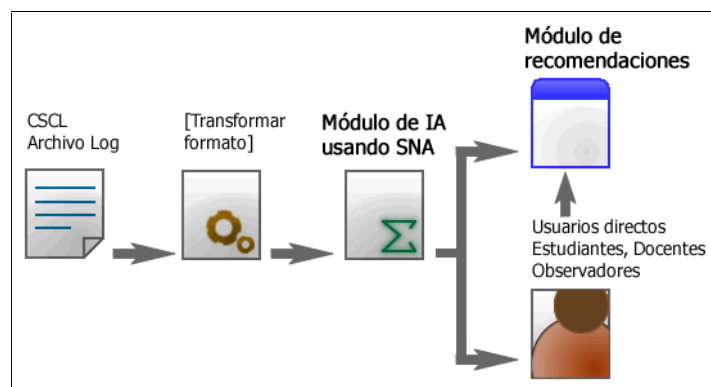 CSCL
Archivo Log
[Transformar
formato]
Módulo de IA
usando SNA
Módulo de
recomendaciones
Usuarios directos
Estudiantes, Docentes
Observadores